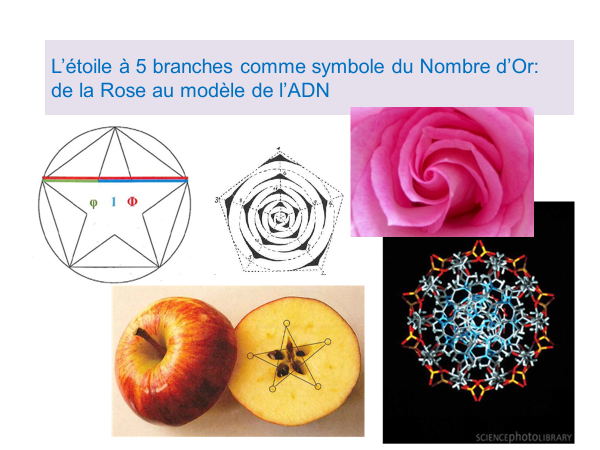 L’étoile à 5 branches comme symbole du Nombre d’Or:
de la Rose au modèle de l’ADN
φ 1 Φ
SCIENCEphotoLIBRARY